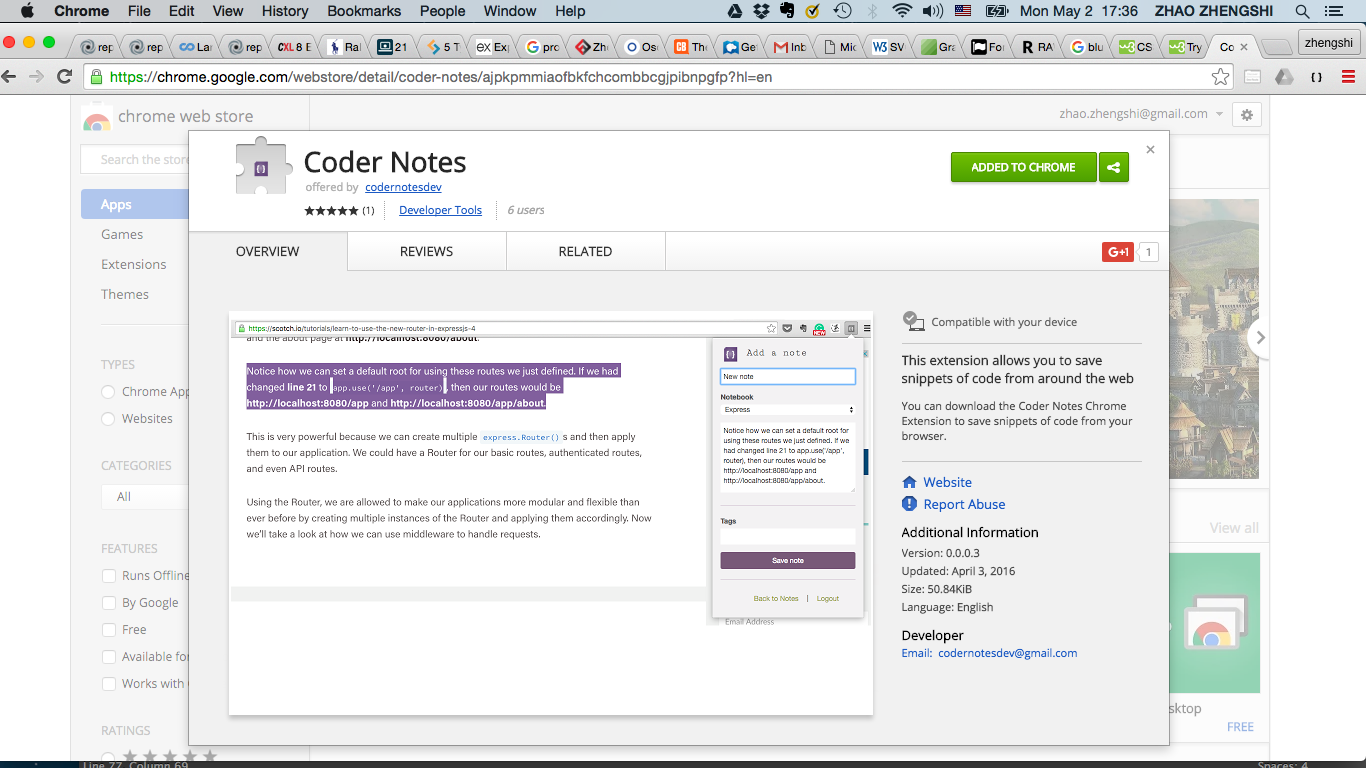 Chrome File Edit View History Bookmarks People Window Help Mon May 2 17:36 ZHAO ZHENGSHI
rep rep Lar rep CXL 8 E Ral 21 5 T ex Exp pro Zho Oso The Get Inb Mic W3 SV Gra For R RA blu CS Try Co zhengshi
https://chrome.google.com/webstore/detail/coder-notes/ajpkpmmiaofbkfchcombbcgjpibnpgfp?hl=en
chrome web store
zhao.zhengshi@gmail.com
Search the store
Apps
Games
Extensions
Themes
TYPES
Chrome App
Websites
CATEGORIES
All
FEATURES
Runs Offline
By Google
Free
Available for
Works with
RATINGS
Coder Notes
offered by codernotesdev
(1) Developer Tools 6 users
ADDED TO CHROME
OVERVIEW REVIEWS RELATED
G+1 1
https://scotch.io/tutorials/learn-to-use-the-new-router-in-expressjs-4
and the about page at http://localhost:8080/about.
Notice how we can set a default root for using these routes we just defined. If we had
changed line 21 to app.use('/app', router), then our routes would be
http://localhost:8080/app and http://localhost:8080/app/about.
This is very powerful because we can create multiple express.Router() s and then apply
them to our application. We could have a Router for our basic routes, authenticated routes,
and even API routes.
Using the Router, we are allowed to make our applications more modular and flexible than
ever before by creating multiple instances of the Router and applying them accordingly. Now
we'll take a look at how we can use middleware to handle requests.
NEW
Add a note
New note
Notebook
Express
Notice how we can set a default root for
using these routes we just defined. If we
had changed line 21 to app.use('/app',
router), then our routes would be
http://localhost:8080/app and
http://localhost:8080/app/about.
Tags
Save note
Back to Notes | Logout
Email Address
Compatible with your device
This extension allows you to save
snippets of code from around the web
You can download the Coder Notes Chrome
Extension to save snippets of code from your
browser.
Website
Report Abuse
Additional Information
Version: 0.0.0.3
Updated: April 3, 2016
Size: 50.84KiB
Language: English
Developer
Email: codernotesdev@gmail.com
View all
sktop
FREE
Line 77, Column 69
Spaces: 4